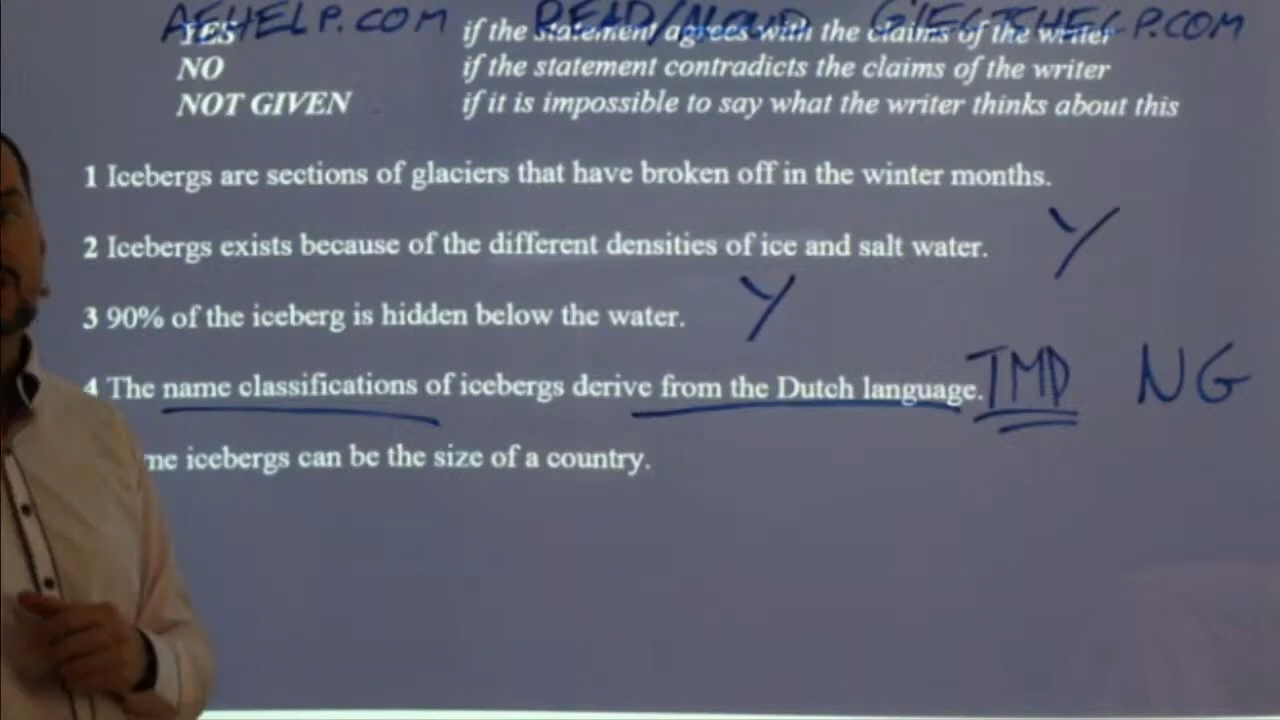 AEHELP.COM READ/ALOUD GIELTSHELP.COM
YES if the statement agrees with the claims of the writer
NO if the statement contradicts the claims of the writer
NOT GIVEN if it is impossible to say what the writer thinks about this
1 Icebergs are sections of glaciers that have broken off in the winter months.
2 Icebergs exists because of the different densities of ice and salt water. Y
3 90% of the iceberg is hidden below the water. Y
4 The name classifications of icebergs derive from the Dutch language. TMD NG
me icebergs can be the size of a country.